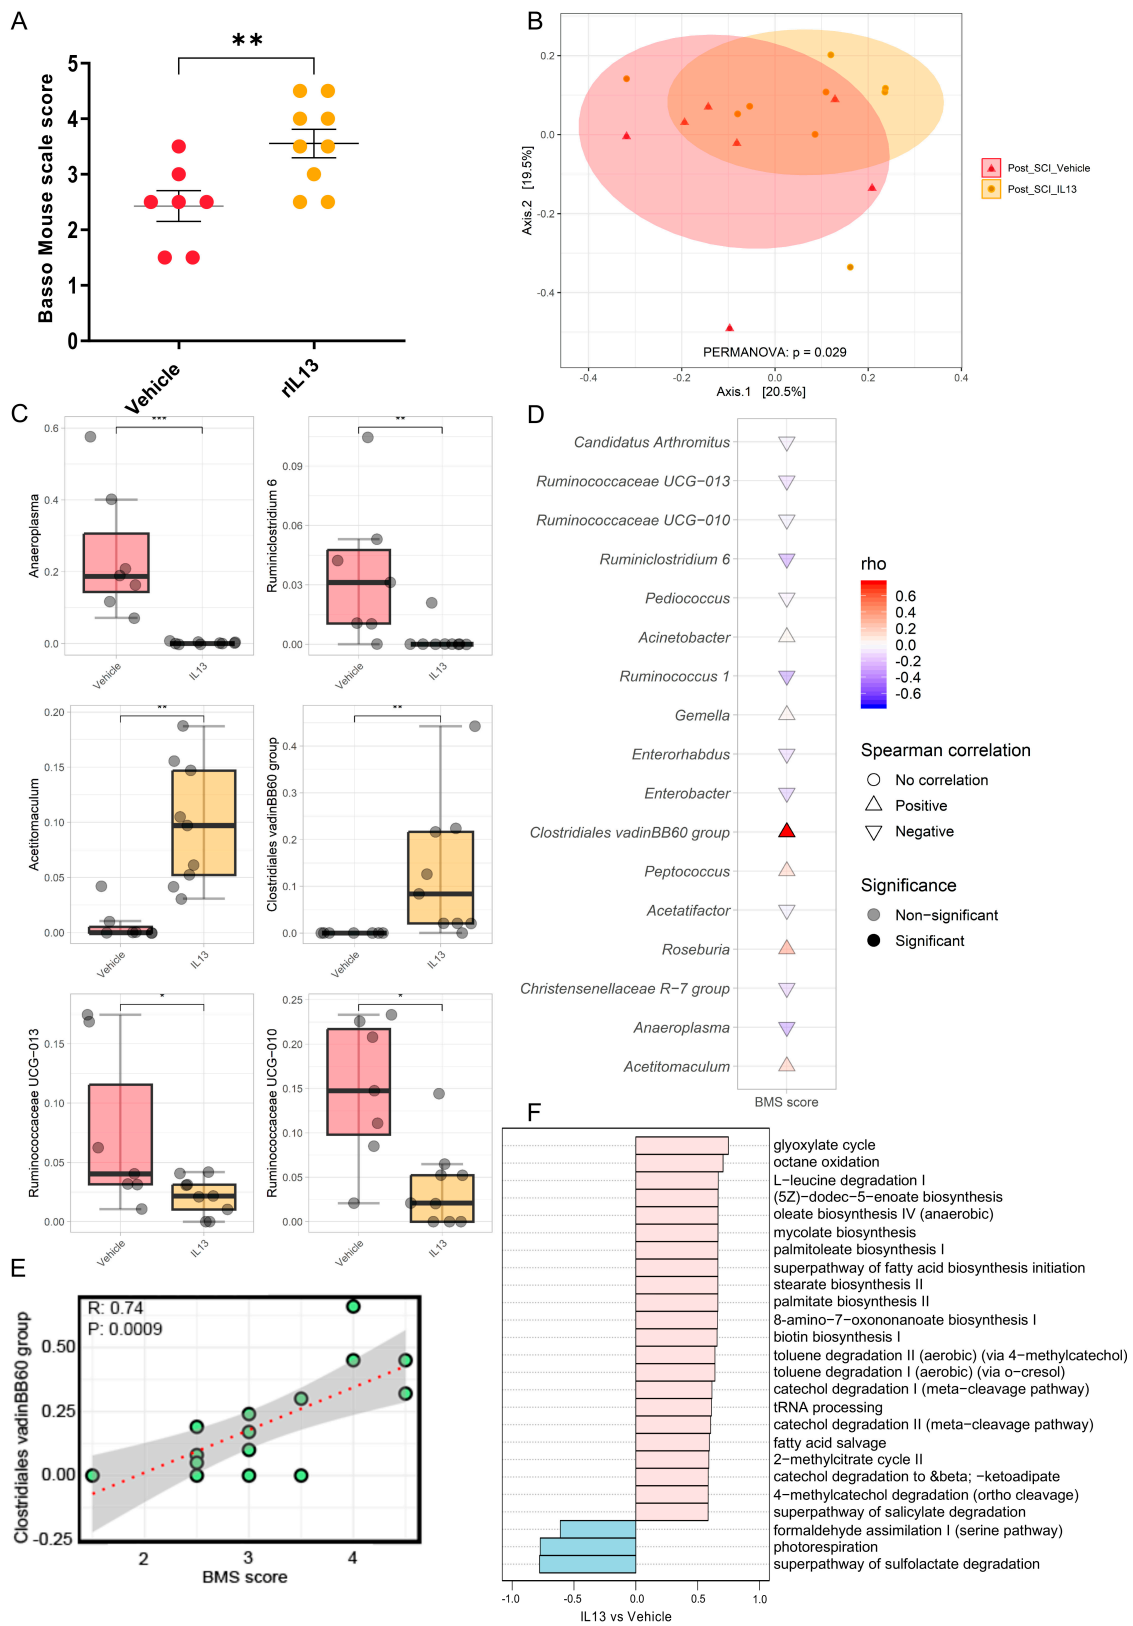 A
**
Basso Mouse scale score
5
4
3
2
1
0
Vehicle
rIL13
B
Axis.2 [19.5%]
0.2
0.0
-0.2
-0.4
PERMANOVA: p = 0.029
-0.4
-0.2
0.0
0.2
0.4
Axis.1 [20.5%]
Post_SCI_Vehicle
Post_SCI_IL13
C
***
Anaeroplasma
0.6
0.4
0.2
0.0
Vehicle
IL13
**
Ruminiclostridium 6
0.09
0.06
0.03
0.00
Vehicle
IL13
**
Acetitomaculum
0.20
0.15
0.10
0.05
0.00
Vehicle
IL13
**
Clostridiales vadinBB60 group
0.4
0.3
0.2
0.1
0.0
Vehicle
IL13
*
Ruminococcaceae UCG−013
0.15
0.10
0.05
0.00
Vehicle
IL13
*
Ruminococcaceae UCG−010
0.25
0.20
0.15
0.10
0.05
0.00
Vehicle
IL13
D
Candidatus Arthromitus
Ruminococcaceae UCG−013
Ruminococcaceae UCG−010
Ruminiclostridium 6
Pediococcus
Acinetobacter
Ruminococcus 1
Gemella
Enterorhabdus
Enterobacter
Clostridiales vadinBB60 group
Peptococcus
Acetatifactor
Roseburia
Christensenellaceae R−7 group
Anaeroplasma
Acetitomaculum
BMS score
rho
0.6
0.4
0.2
0.0
-0.2
-0.4
-0.6
Spearman correlation
No correlation
Positive
Negative
Significance
Non−significant
Significant
E
R: 0.74
P: 0.0009
Clostridiales vadinBB60 group
0.50
0.25
0.00
-0.25
2
3
4
BMS score
F
glyoxylate cycle
octane oxidation
L−leucine degradation I
(5Z)−dodec−5−enoate biosynthesis
oleate biosynthesis IV (anaerobic)
mycolate biosynthesis
palmitoleate biosynthesis I
superpathway of fatty acid biosynthesis initiation
stearate biosynthesis II
palmitate biosynthesis II
8-amino−7−oxononanoate biosynthesis I
biotin biosynthesis I
toluene degradation II (aerobic) (via 4−methylcatechol)
toluene degradation I (aerobic) (via o−cresol)
catechol degradation I (meta−cleavage pathway)
tRNA processing
catechol degradation II (meta−cleavage pathway)
fatty acid salvage
2−methylcitrate cycle II
catechol degradation to &beta; −ketoadipate
4−methylcatechol degradation (ortho cleavage)
superpathway of salicylate degradation
formaldehyde assimilation I (serine pathway)
photorespiration
superpathway of sulfolactate degradation
-1.0
-0.5
0.0
0.5
1.0
IL13 vs Vehicle